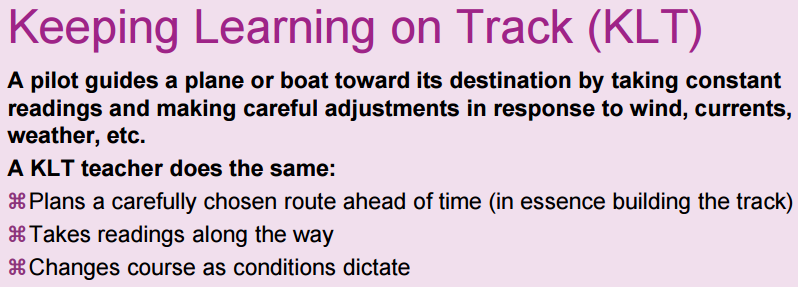 Keeping Learning on Track (KLT)
A pilot guides a plane or boat toward its destination by taking constant
readings and making careful adjustments in response to wind, currents,
weather, etc.
A KLT teacher does the same:
⌘Plans a carefully chosen route ahead of time (in essence building the track)
⌘Takes readings along the way
⌘Changes course as conditions dictate